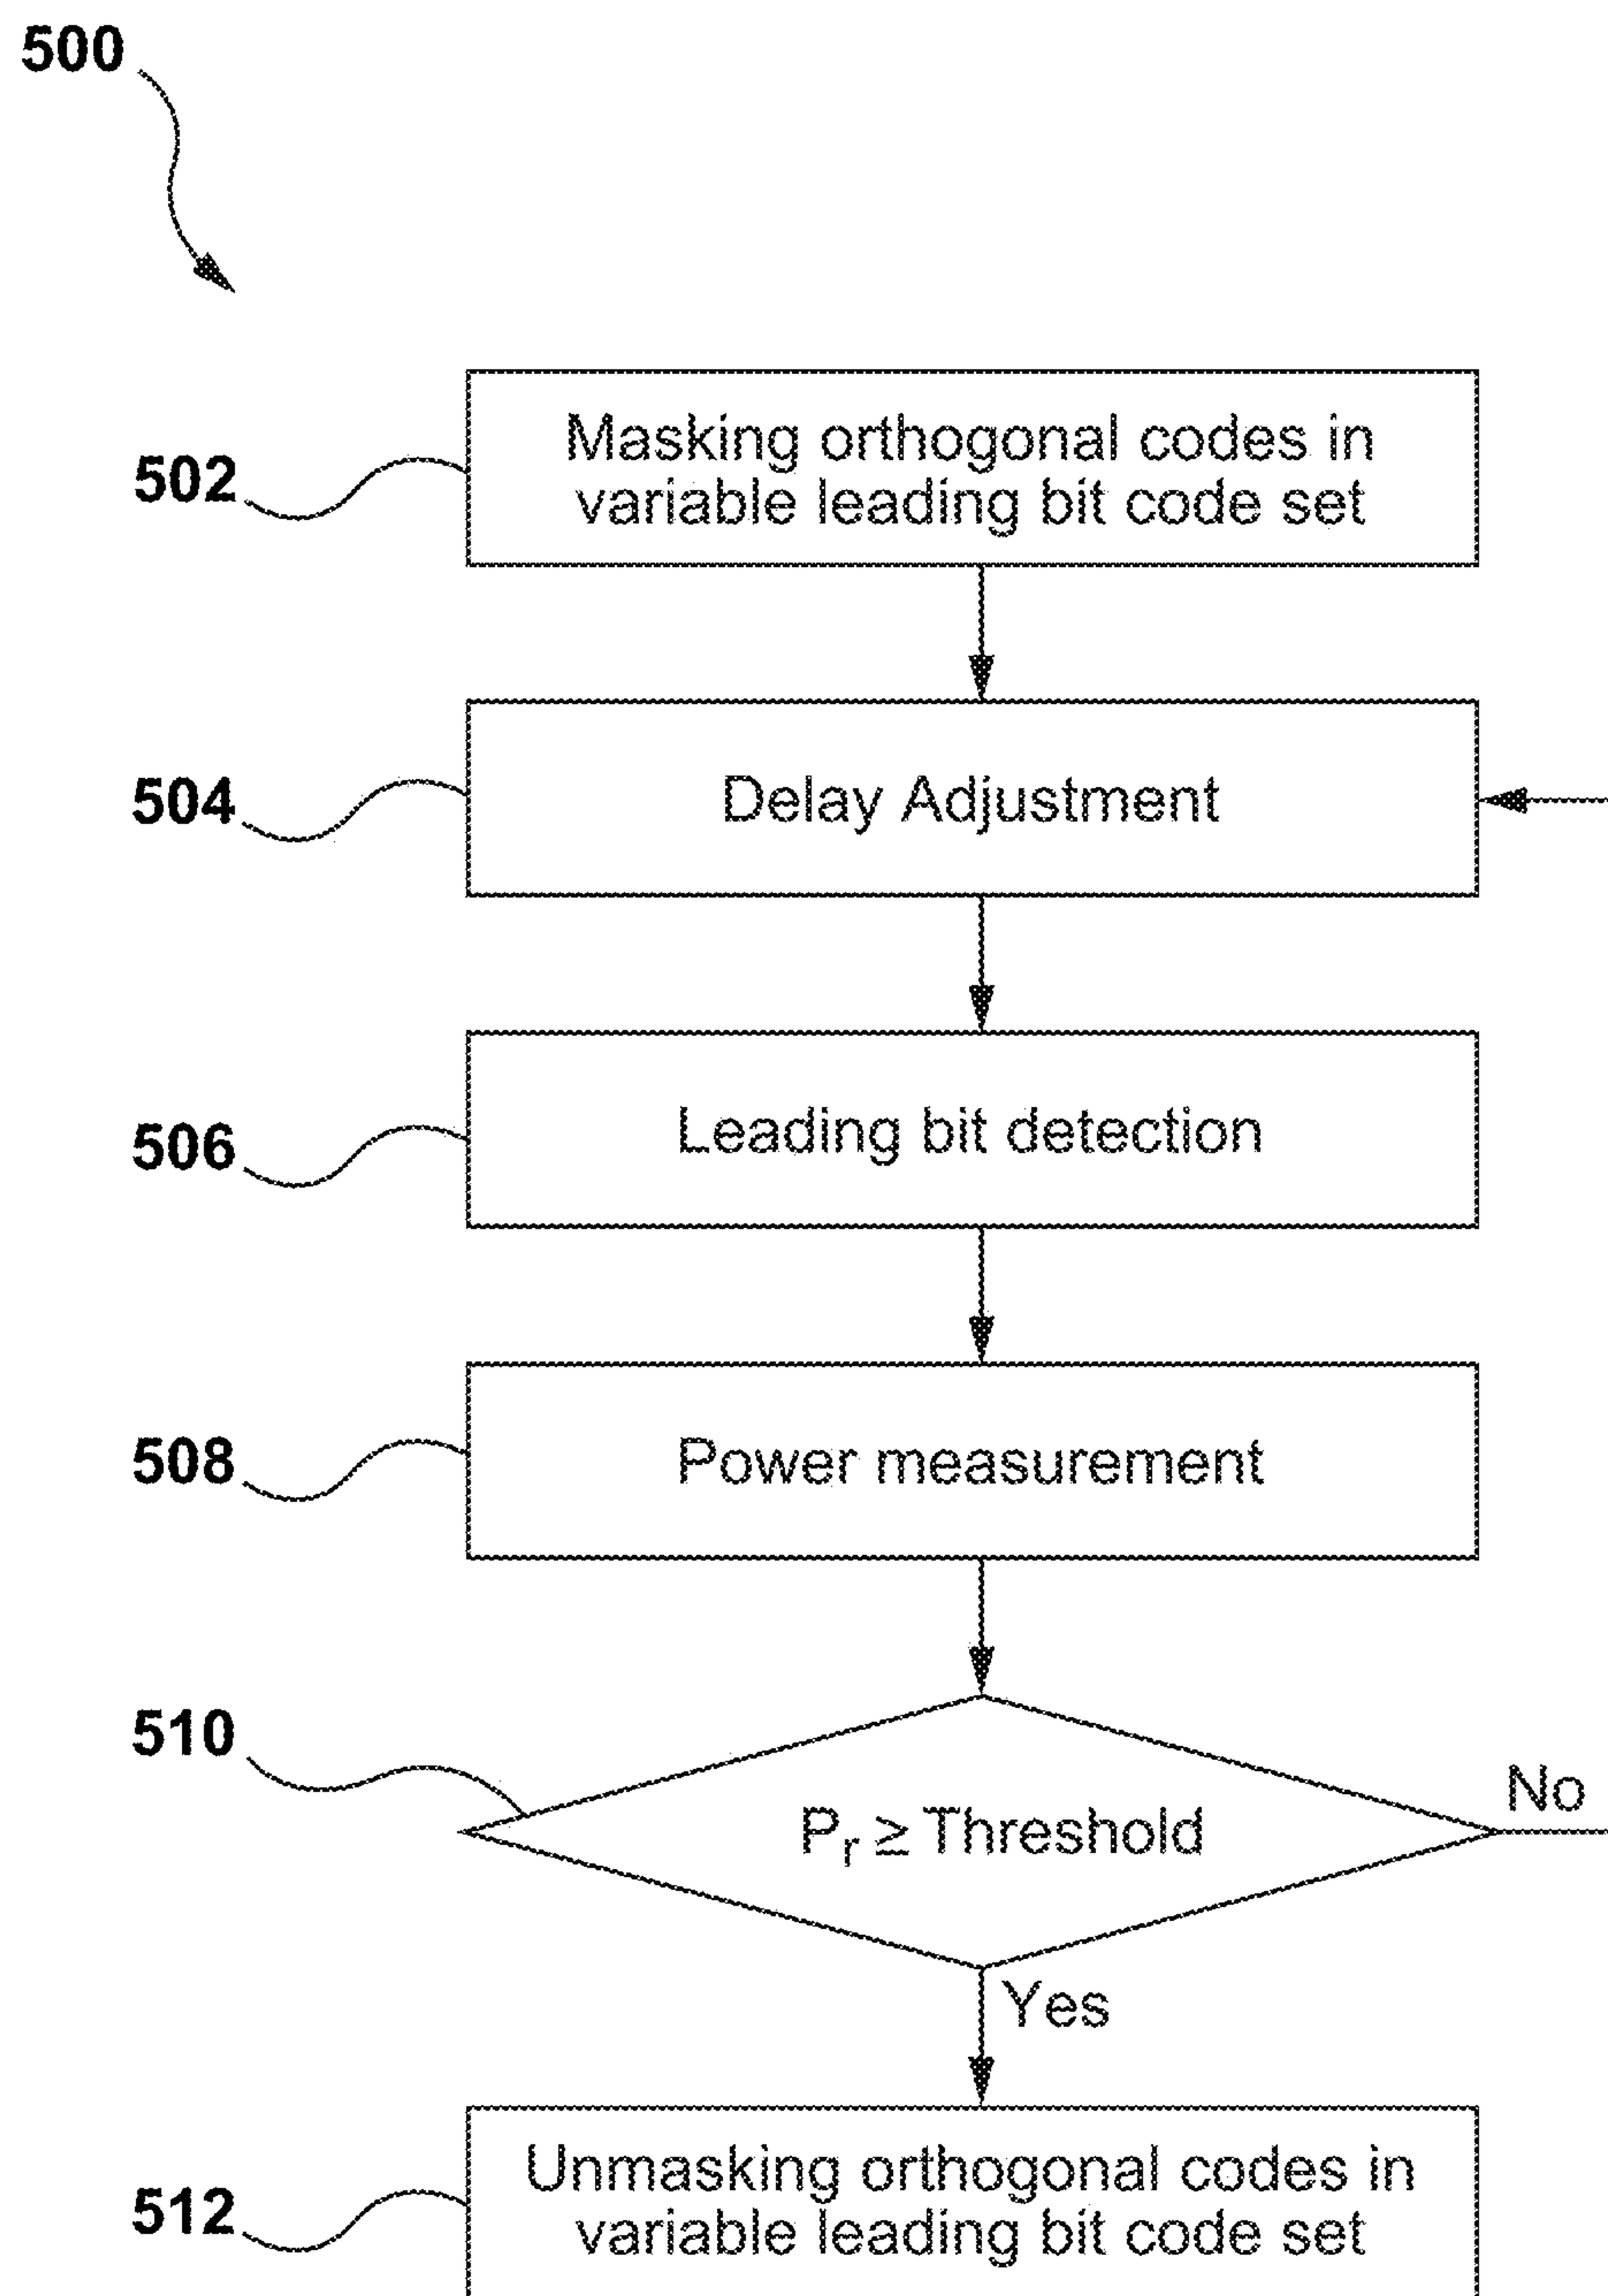 500
502
Masking orthogonal codes in
variable leading bit code set
504
Delay Adjustment
506
Leading bit detection
508
Power measurement
510
Pr ≥ Threshold
No
Yes
512
Unmasking orthogonal codes in
variable leading bit code set